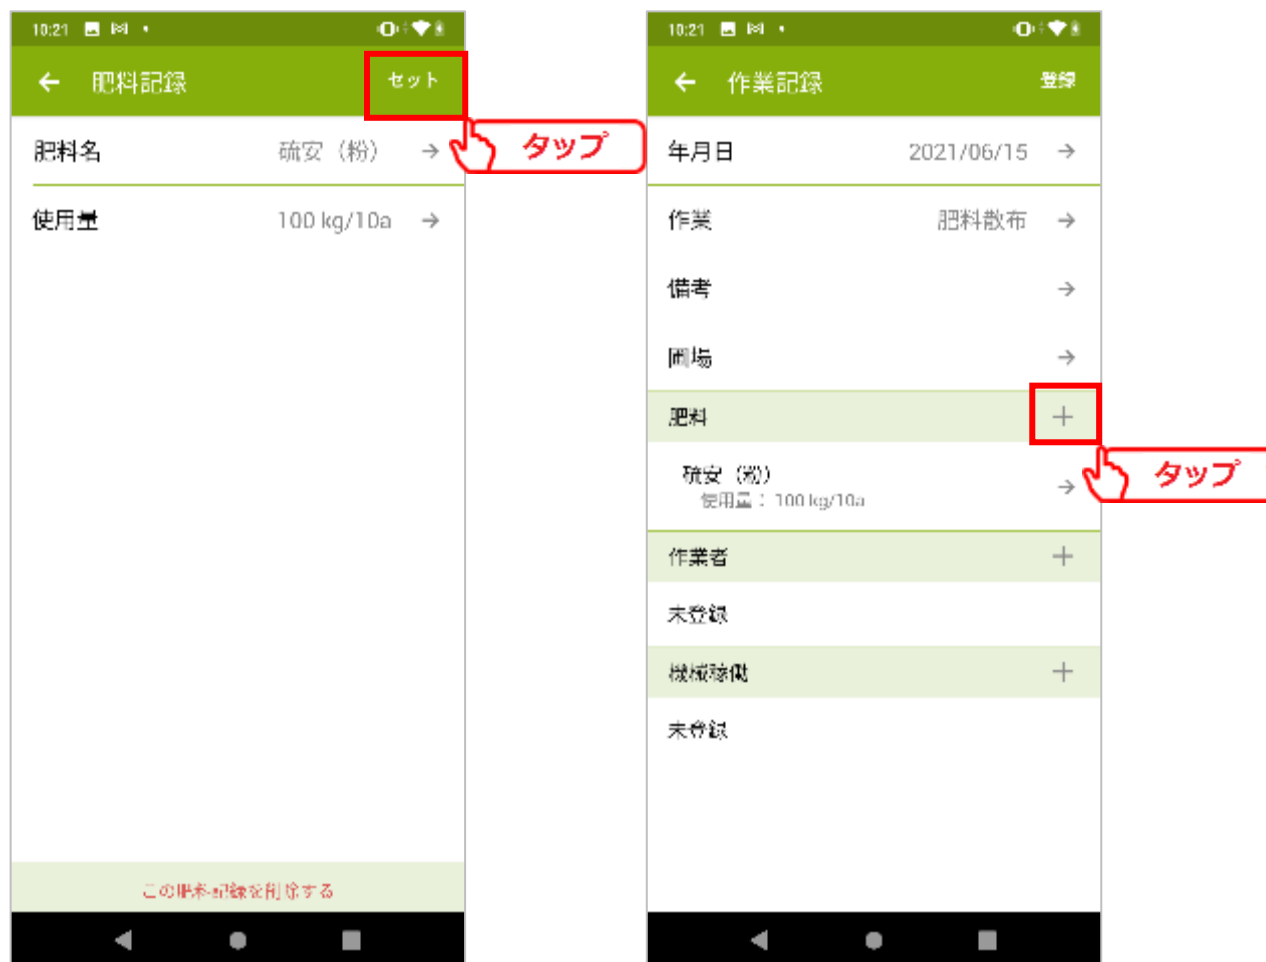 10:21
肥料記録 セット
タップ
肥料名 硫安（粉）
使用量 100 kg/10a
この肥料記録を削除する
10:21
作業記録 登録
年月日 2021/06/15
作業 肥料散布
備考
圃場
肥料
タップ
硫安（粉）
使用量： 100 kg/10a
作業者
未登録
機械稼働
未登録